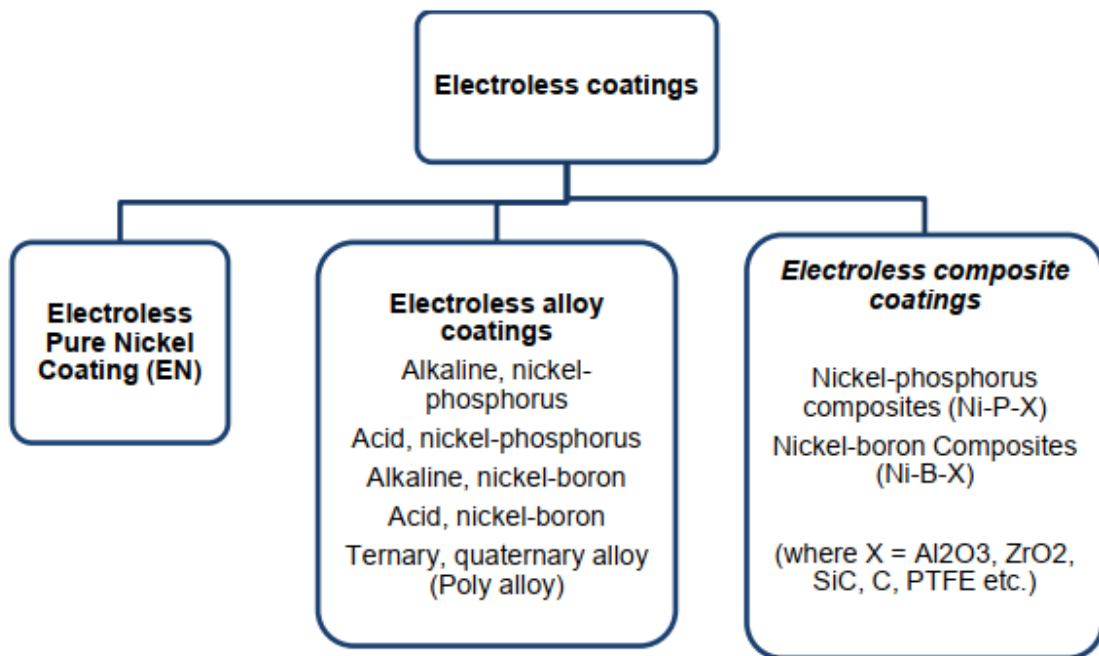 Electroless coatings
Electroless
Pure Nickel
Coating (EN)
Electroless alloy
coatings
Alkaline, nickel-
phosphorus
Acid, nickel-phosphorus
Alkaline, nickel-boron
Acid, nickel-boron
Ternary, quaternary alloy
(Poly alloy)
Electroless composite
coatings
Nickel-phosphorus
composites (Ni-P-X)
Nickel-boron Composites
(Ni-B-X)
(where X = Al2O3, ZrO2,
SiC, C, PTFE etc.)